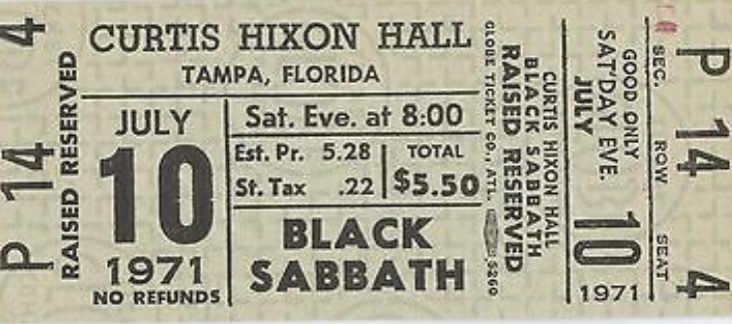 P 14 4
RAISED RESERVED
CURTIS HIXON HALL
TAMPA, FLORIDA
JULY
10
1971
NO REFUNDS
Sat. Eve. at 8:00
Est. Pr. 5.28
St. Tax .22
TOTAL
$5.50
BLACK
SABBATH
GLOBE TICKET CO., ATL. 5260
RAISED RESERVED
BLACK SABBATH
CURTIS HIXON HALL
JULY
SAT'DAY EVE.
GOOD ONLY
10
1971
SEC. ROW SEAT
P 14 4